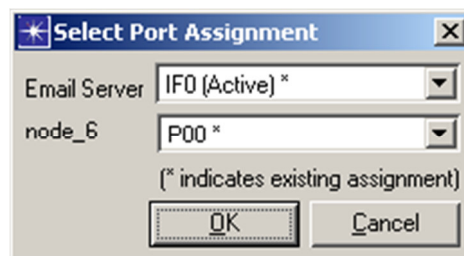 Select Port Assignment
Email Server IF0 (Active) *
node_6 P00 *
(* indicates existing assignment)
OK Cancel